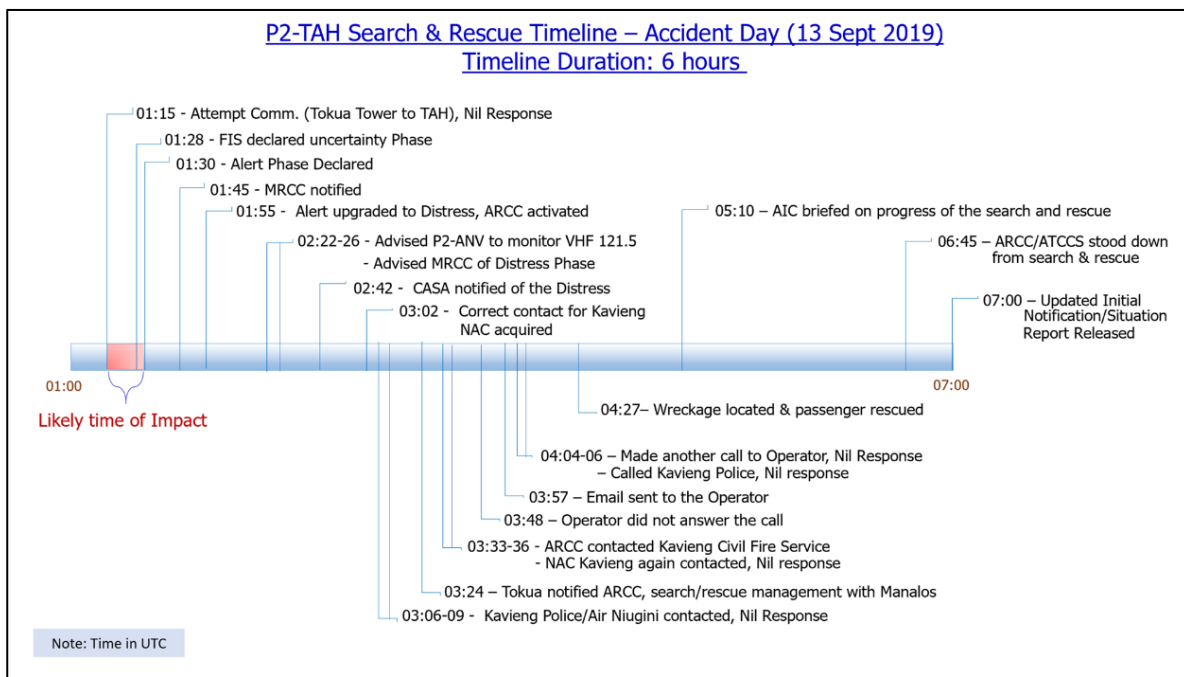 P2-TAH Search & Rescue Timeline – Accident Day (13 Sept 2019)
Timeline Duration: 6 hours
01:15 - Attempt Comm. (Tokua Tower to TAH), Nil Response
01:28 - FIS declared uncertainty Phase
01:30 - Alert Phase Declared
01:45 - MRCC notified
01:55 - Alert upgraded to Distress, ARCC activated
02:22-26 - Advised P2-ANV to monitor VHF 121.5
- Advised MRCC of Distress Phase
02:42 - CASA notified of the Distress
03:02 - Correct contact for Kavieng
NAC acquired
05:10 – AIC briefed on progress of the search and rescue
06:45 – ARCC/ATCCS stood down
from search & rescue
07:00 – Updated Initial
Notification/Situation
Report Released
01:00
07:00
Likely time of Impact
04:27– Wreckage located & passenger rescued
04:04-06 – Made another call to Operator, Nil Response
– Called Kavieng Police, Nil response
03:57 – Email sent to the Operator
03:48 – Operator did not answer the call
03:33-36 - ARCC contacted Kavieng Civil Fire Service
- NAC Kavieng again contacted, Nil response
03:24 – Tokua notified ARCC, search/rescue management with Manalos
03:06-09 - Kavieng Police/Air Niugini contacted, Nil Response
Note: Time in UTC